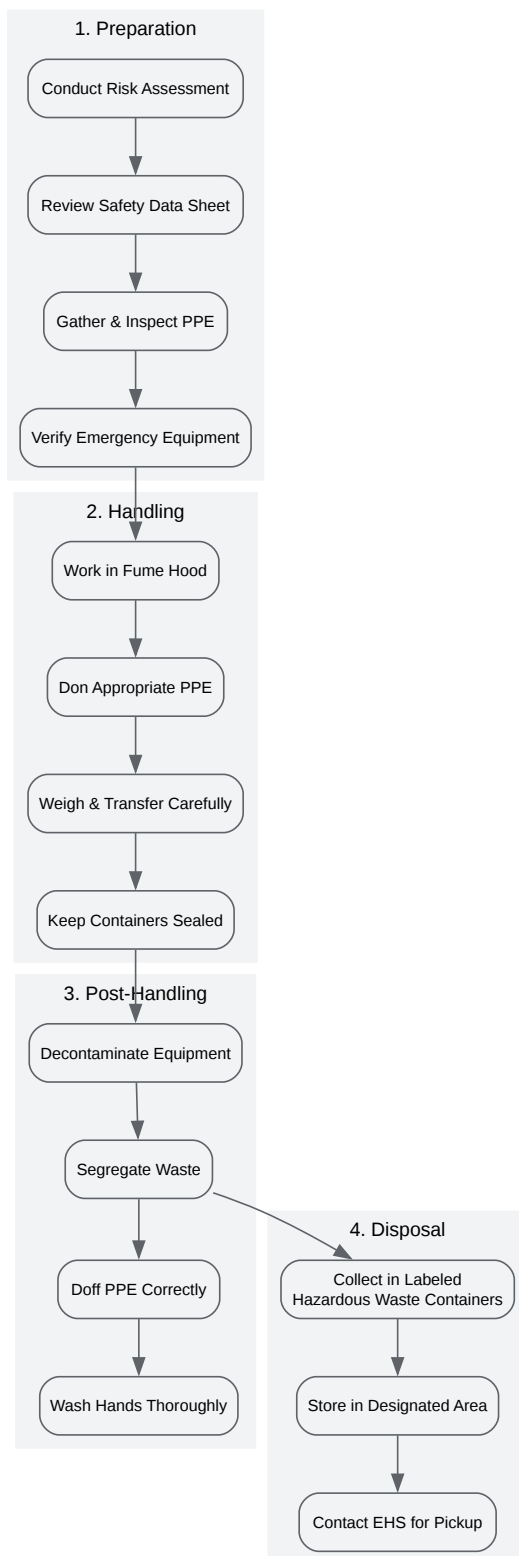 1. Preparation
Conduct Risk Assessment
Review Safety Data Sheet
Gather & Inspect PPE
Verify Emergency Equipment
2. Handling
Work in Fume Hood
Don Appropriate PPE
Weigh & Transfer Carefully
Keep Containers Sealed
3. Post-Handling
Decontaminate Equipment
Segregate Waste
Doff PPE Correctly
Wash Hands Thoroughly
4. Disposal
Collect in Labeled
Hazardous Waste Containers
Store in Designated Area
Contact EHS for Pickup